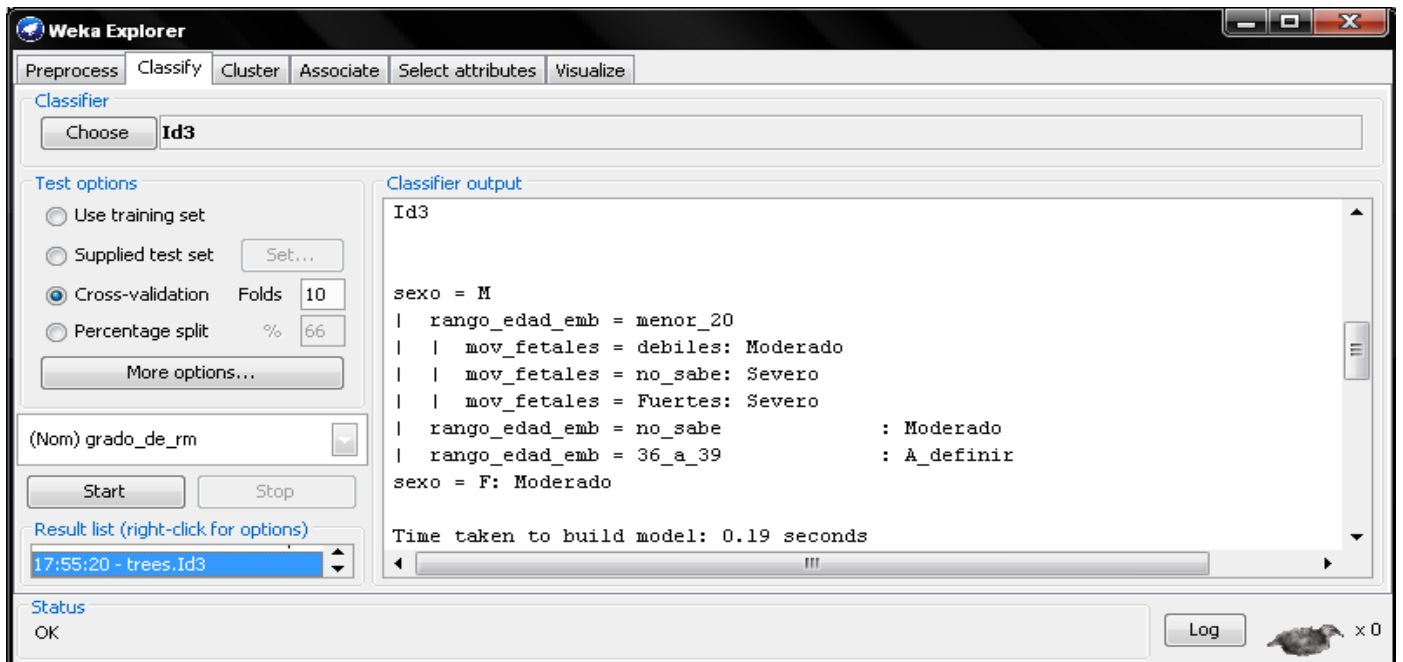 Weka Explorer
Preprocess Classify Cluster Associate Select attributes Visualize
Classifier
Choose Id3
Test options
Use training set
Supplied test set Set...
Cross-validation Folds 10
Percentage split % 66
More options...
(Nom) grado_de_rm
Start Stop
Result list (right-click for options)
17:55:20 - trees.Id3
Classifier output
Id3
sexo = M
| rango_edad_emb = menor_20
| | mov_fetales = debiles: Moderado
| | mov_fetales = no_sabe: Severo
| | mov_fetales = Fuertes: Severo
| rango_edad_emb = no_sabe : Moderado
| rango_edad_emb = 36_a_39 : A_definir
sexo = F: Moderado
Time taken to build model: 0.19 seconds
Status
OK
Log x 0